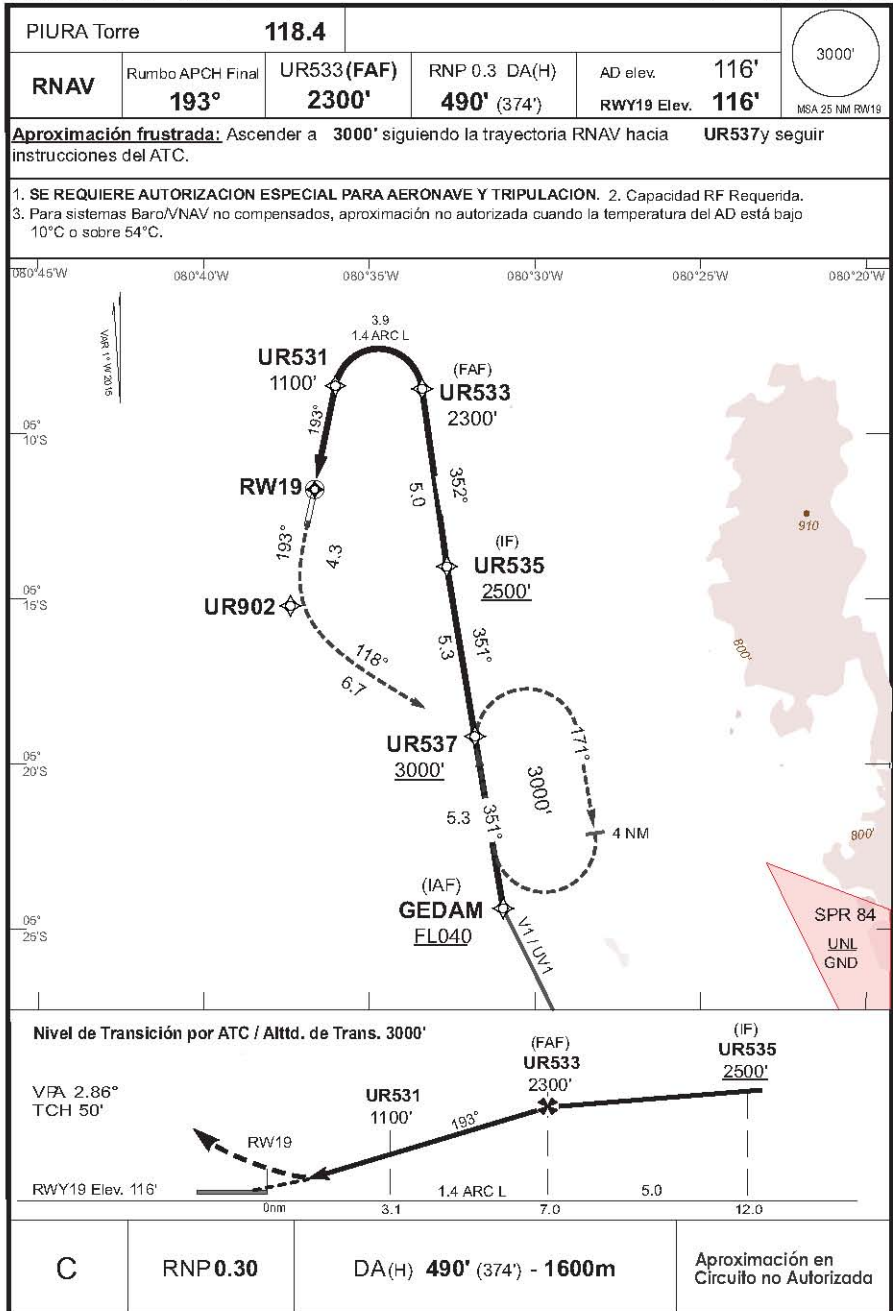 PIURA Torre 118.4
RNAV
Rumbo APCH Final
193°
UR533(FAF)
2300'
RNP 0.3 DA(H)
490' (374')
AD elev. 116'
RWY19 Elev. 116'
3000'
MSA 25 NM RW19
Aproximación frustrada: Ascender a 3000' siguiendo la trayectoria RNAV hacia UR537y seguir
instrucciones del ATC.
1. SE REQUIERE AUTORIZACION ESPECIAL PARA AERONAVE Y TRIPULACION. 2. Capacidad RF Requerida.
3. Para sistemas Baro/VNAV no compensados, aproximación no autorizada cuando la temperatura del AD está bajo
10°C o sobre 54°C.
080°45'W 080°40'W 080°35'W 080°30'W 080°25'W 080°20'W
VAR 1° W 2015
3.9
1.4 ARC L
UR531
1100'
(FAF)
UR533
2300'
193°
05°
10'S
RW19
352°
5.0
910
193°
4.3
(IF)
UR535
2500'
05°
15'S
UR902
118°
6.7
351°
5.3
800'
UR537
3000'
171°
3000'
05°
20'S
5.3
351°
4 NM
800'
(IAF)
GEDAM
FL040
V1 / UV1
05°
25'S
SPR 84
UNL
GND
Nivel de Transición por ATC / Alttd. de Trans. 3000'
(FAF)
UR533
2300'
(IF)
UR535
2500'
VPA 2.86°
TCH 50'
UR531
1100'
193°
RW19
RWY19 Elev. 116'
1.4 ARC L
5.0
0nm
3.1
7.0
12.0
C
RNP 0.30
DA(H) 490' (374') - 1600m
Aproximación en
Circuito no Autorizada